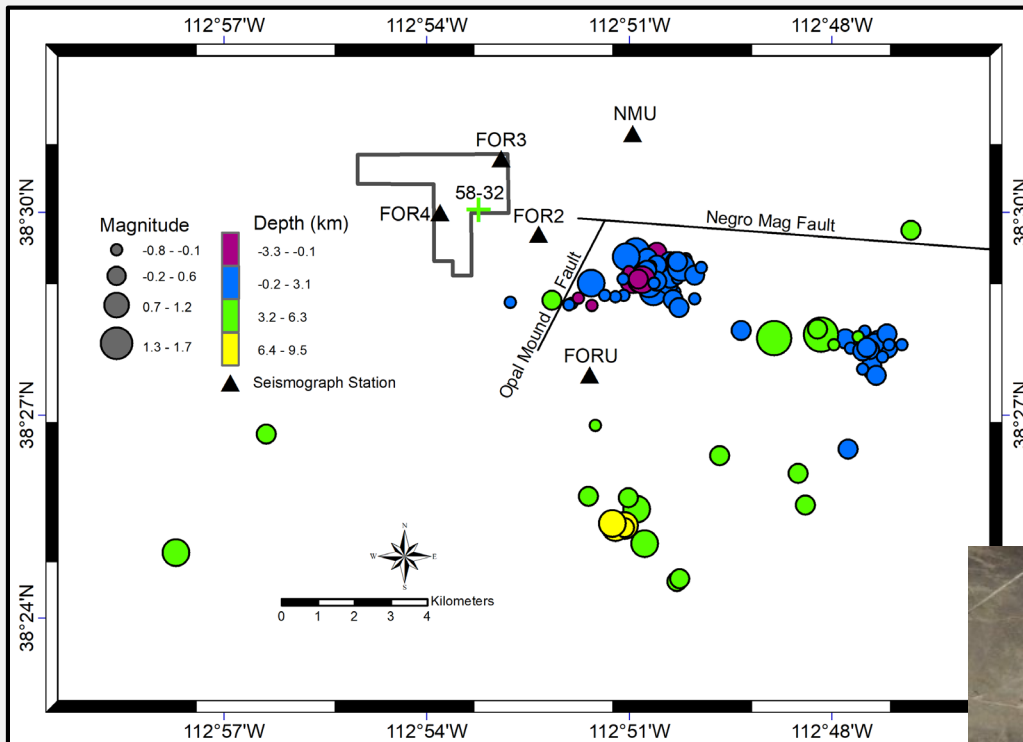 112°57'W 112°54'W 112°51'W 112°48'W
NMU
FOR3
58-32
FOR4
FOR2
38°30'N
38°30'N
Negro Mag Fault
Opal Mound Fault
Magnitude
-0.8 - -0.1
-0.2 - 0.6
0.7 - 1.2
1.3 - 1.7
Depth (km)
-3.3 - -0.1
-0.2 - 3.1
3.2 - 6.3
6.4 - 9.5
Seismograph Station
FORU
38°27'N
38°27'N
N
W E
S
Kilometers
0 1 2 3 4
38°24'N
112°57'W 112°54'W 112°51'W 112°48'W